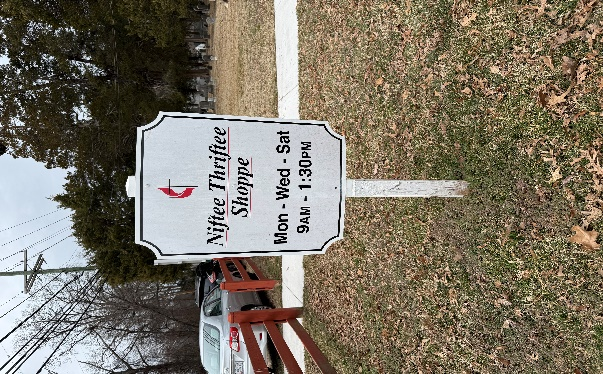 Niftee Thriftee
Shoppe
Mon - Wed - Sat
9AM - 1:30PM